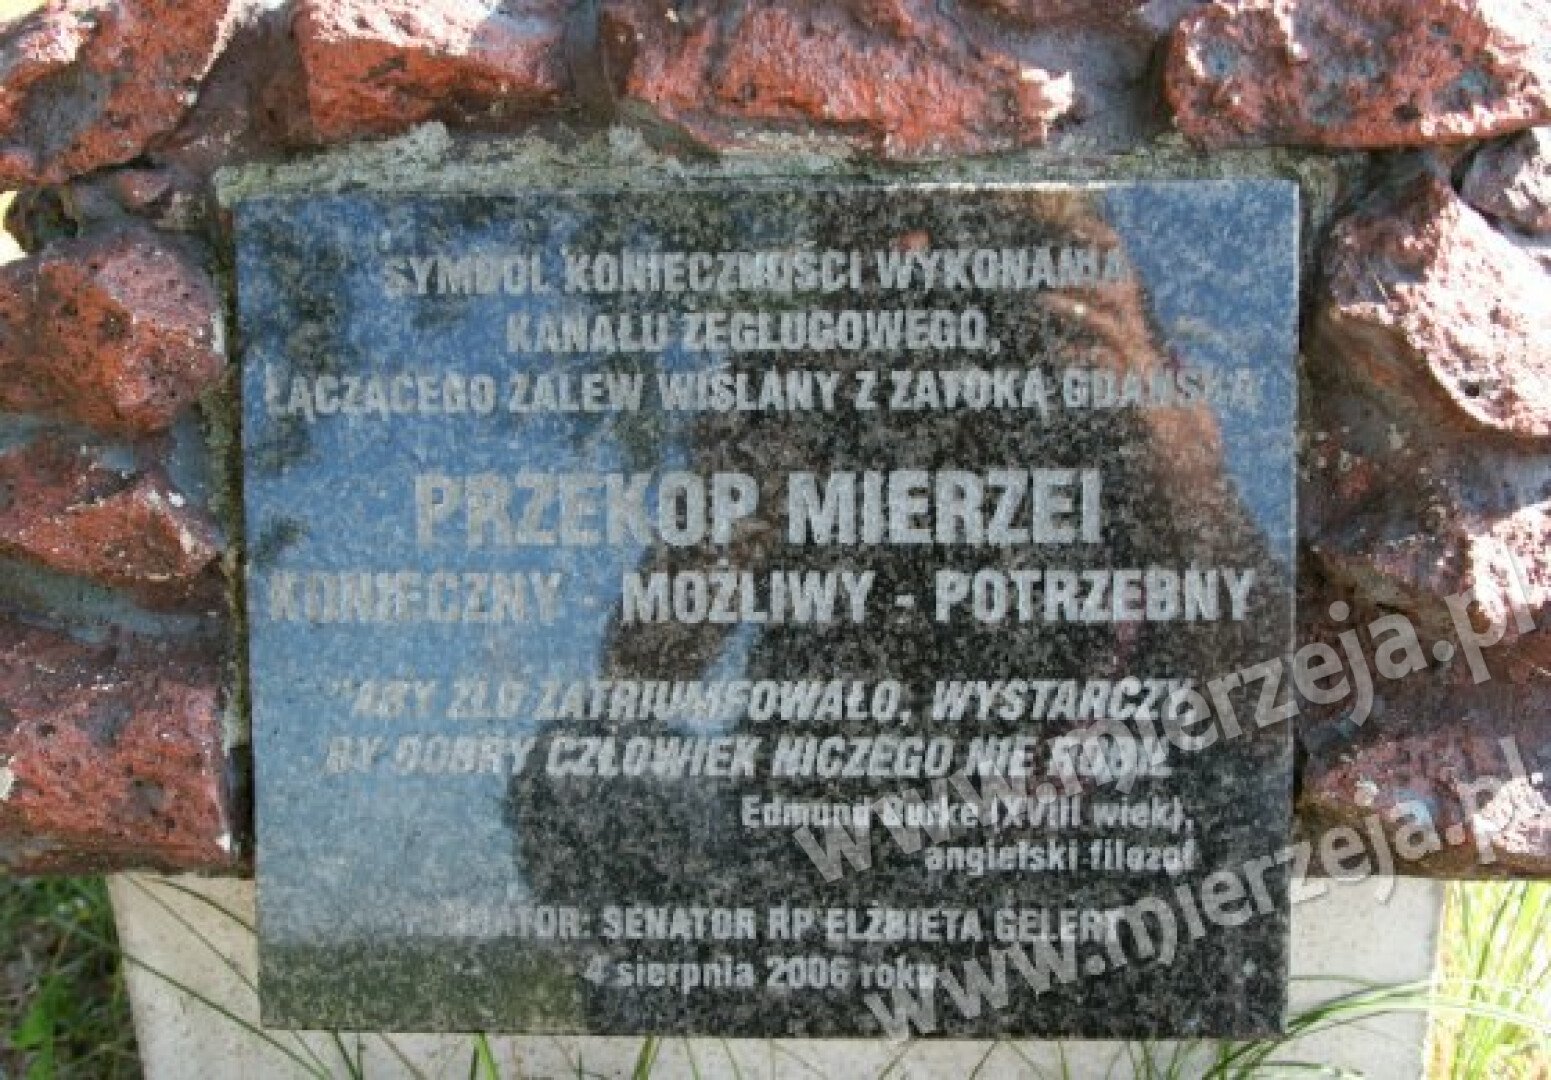 SYMBOL KONIECZNOŚCI WYKONANIA
KANAŁU ŻEGLUGOWEGO,
ŁĄCZĄCEGO ZALEW WIŚLANY Z ZATOKĄ GDAŃSKĄ
PRZEKOP MIERZEI
KONIECZNY - MOŻLIWY - POTRZEBNY
"ABY ZŁO ZATRIUMFOWAŁO, WYSTARCZY,
BY DOBRY CZŁOWIEK NICZEGO NIE ROBIŁ"
Edmund Burke (XVIII wiek),
angielski filozof
SENATOR RP ELŻBIETA GELERT
4 sierpnia 2006 roku
www.mierzeja.pl
www.mierzeja.pl